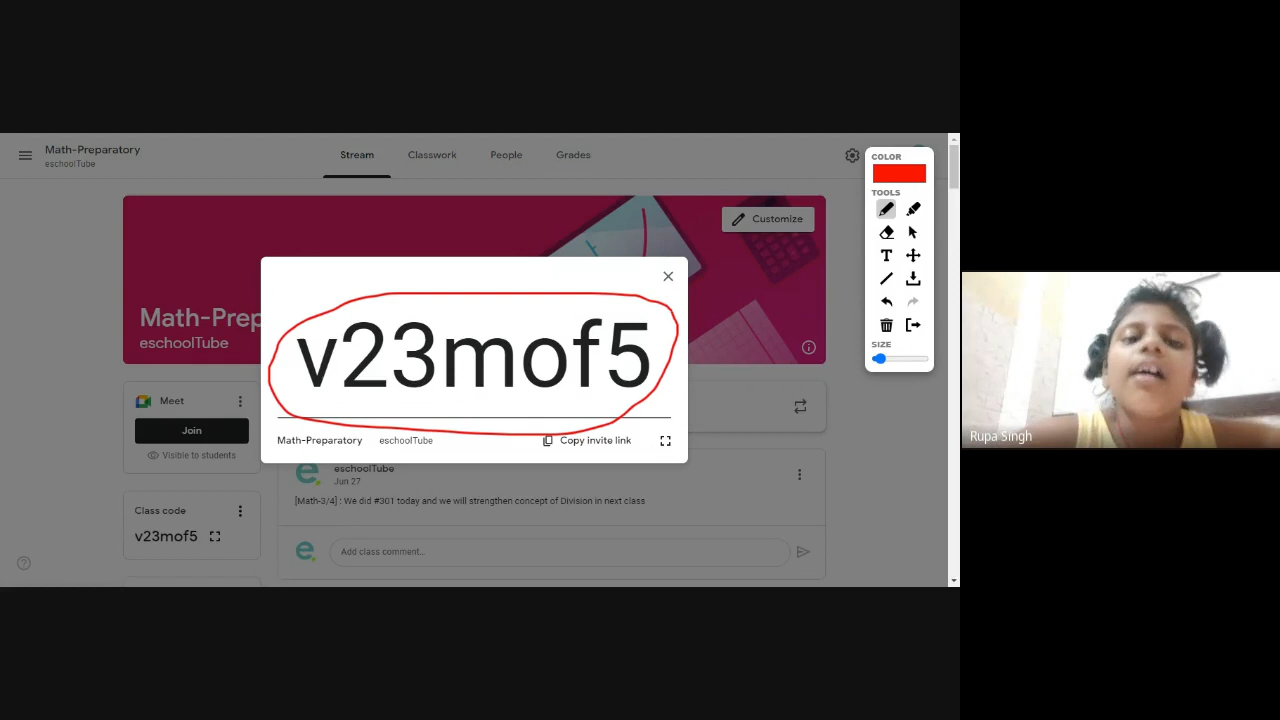 Math-Preparatory
eschoolTube
Stream
Classwork
People
Grades
Customize
Math-Prep
eschoolTube
v23mof5
Math-Preparatory
eschoolTube
Copy invite link
Meet
Join
Visible to students
Class code
v23mof5
eschoolTube
Jun 27
[Math-3/4] : We did #301 today and we will strengthen concept of Division in next class
Add class comment...
COLOR
TOOLS
T
SIZE
Rupa Singh